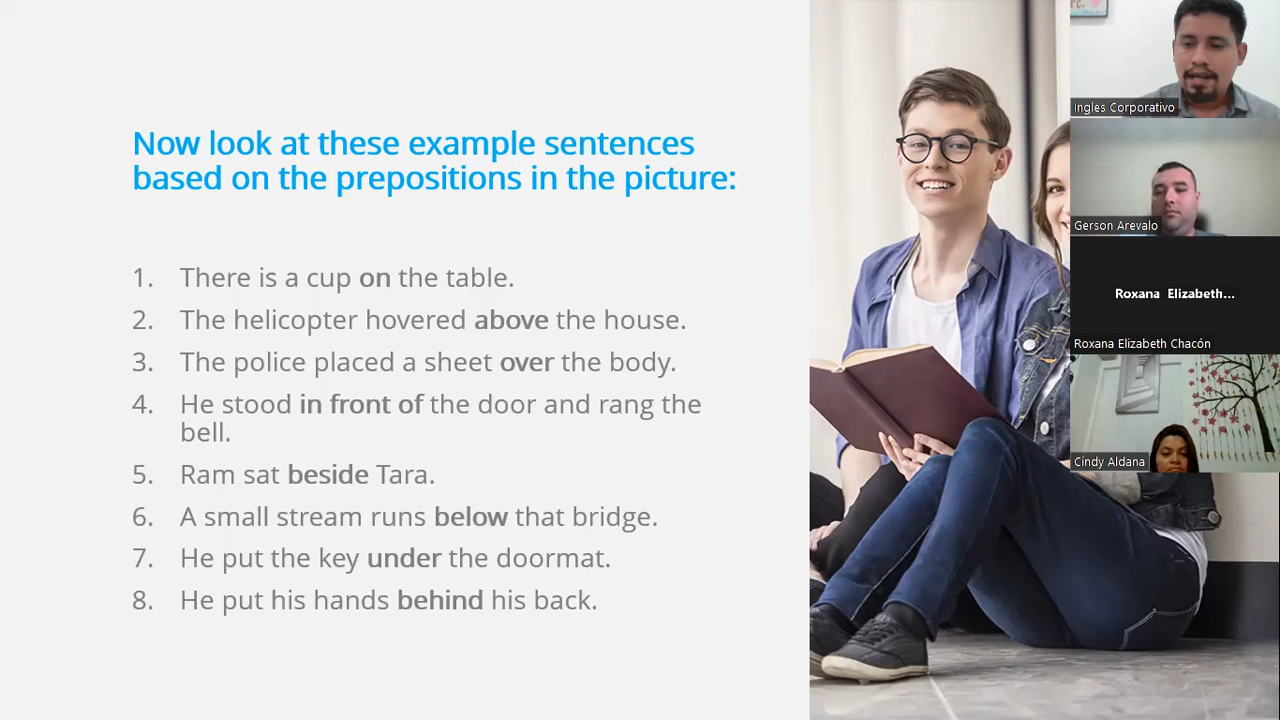 Now look at these example sentences
based on the prepositions in the picture:
1. There is a cup on the table.
2. The helicopter hovered above the house.
3. The police placed a sheet over the body.
4. He stood in front of the door and rang the
bell.
5. Ram sat beside Tara.
6. A small stream runs below that bridge.
7. He put the key under the doormat.
8. He put his hands behind his back.
Ingles Corporativo
Gerson Arevalo
Roxana Elizabeth...
Roxana Elizabeth Chacón
Cindy Aldana